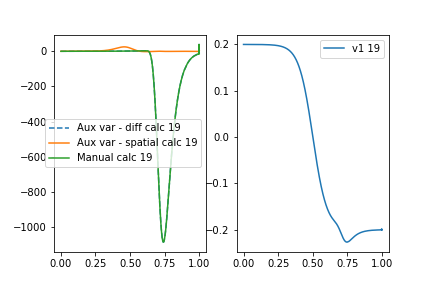 0
−200
−400
−600
−800
−1000
Aux var - diff calc 19
Aux var - spatial calc 19
Manual calc 19
0.00 0.25 0.50 0.75 1.00
0.2
0.1
0.0
−0.1
−0.2
v1 19
0.00 0.25 0.50 0.75 1.00